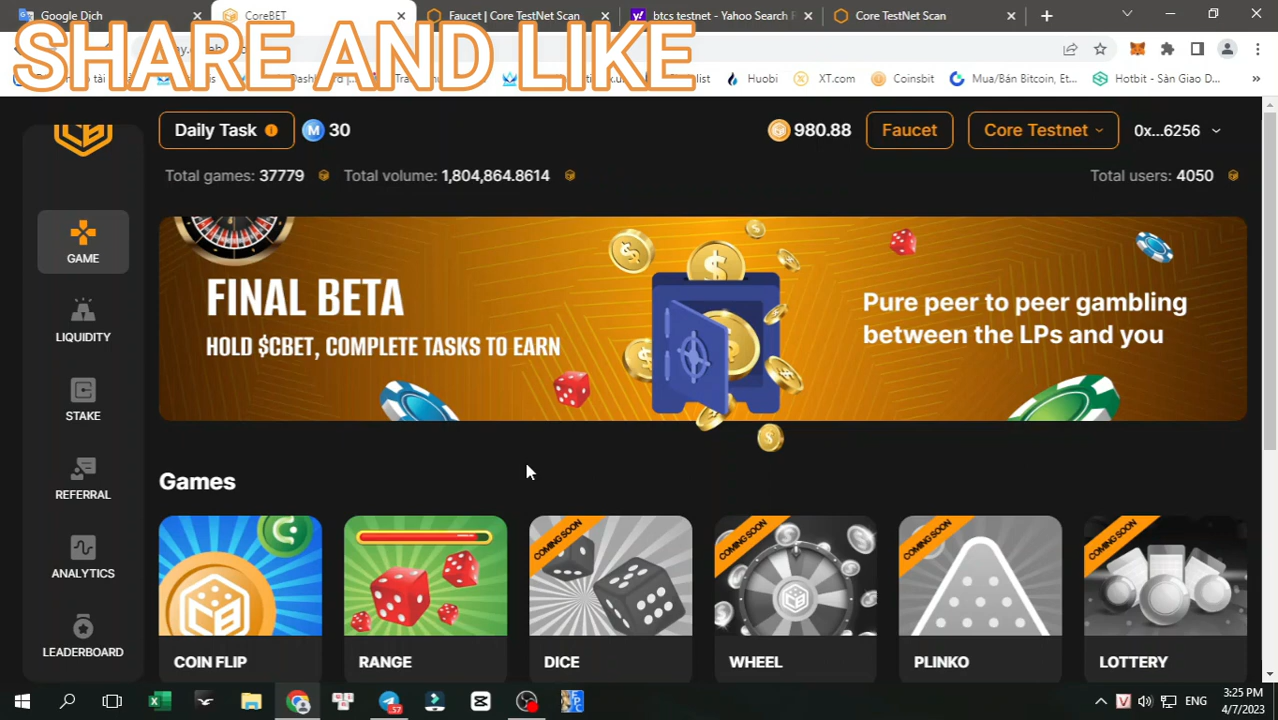 Google Dịch
CoreBET
Faucet | Core TestNet Scan
btcs testnet - Yahoo Search
Core TestNet Scan
SHARE AND LIKE
Huobi
XT.com
Coinsbit
Mua/Bán Bitcoin, Et...
Hotbit - Sàn Giao D...
Daily Task
M 30
980.88
Faucet
Core Testnet
0x...6256
Total games: 37779
Total volume: 1,804,864.8614
Total users: 4050
GAME
LIQUIDITY
STAKE
REFERRAL
ANALYTICS
LEADERBOARD
FINAL BETA
HOLD $CBET, COMPLETE TASKS TO EARN
Pure peer to peer gambling
between the LPs and you
Games
COMING SOON
COMING SOON
COMING SOON
COMING SOON
COIN FLIP
RANGE
DICE
WHEEL
PLINKO
LOTTERY
57
V
ENG
3:25 PM
4/7/2023